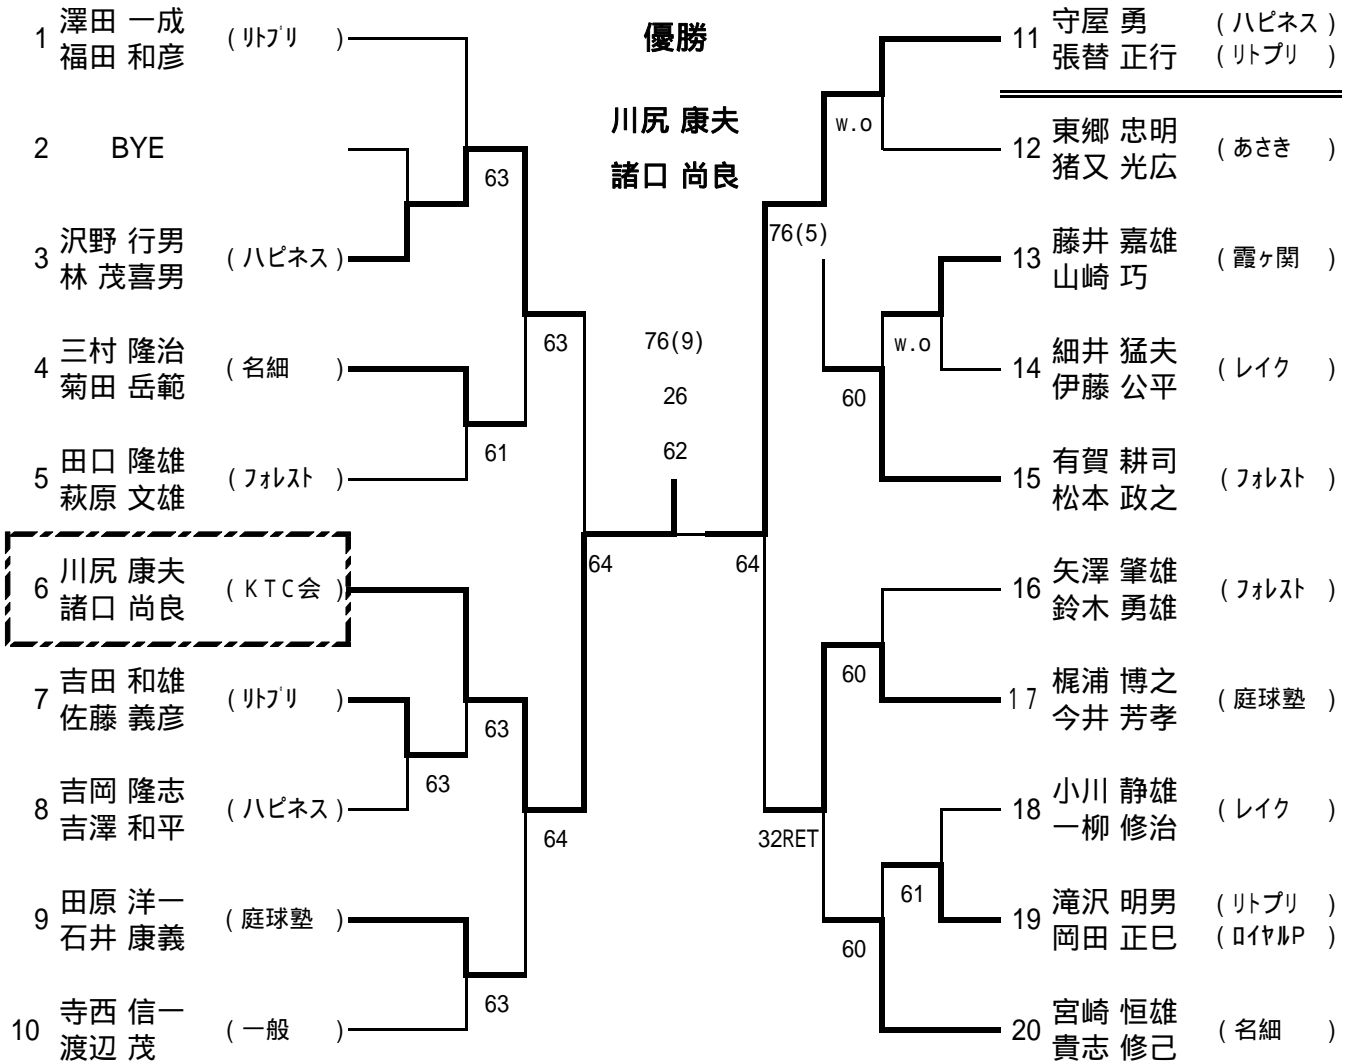 1 澤田 一成 福田 和彦 ( ﾘﾄﾌﾟﾘ )
2 BYE
3 沢野 行男 林 茂喜男 ( ハピネス )
4 三村 隆治 菊田 岳範 ( 名細 )
5 田口 隆雄 萩原 文雄 ( ﾌｫﾚｽﾄ )
6 川尻 康夫 諸口 尚良 ( ＫＴＣ会 )
7 吉田 和雄 佐藤 義彦 ( ﾘﾄﾌﾟﾘ )
8 吉岡 隆志 吉澤 和平 ( ハピネス )
9 田原 洋一 石井 康義 ( 庭球塾 )
10 寺西 信一 渡辺 茂 ( 一般 )
63
63
61
63
63
64
63
64
優勝
川尻 康夫
諸口 尚良
76(9)
26
62
64
w.o
76(5)
w.o
60
60
32RET
61
60
11 守屋 勇 張替 正行 ( ハピネス ) ( リトプリ )
12 東郷 忠明 猪又 光広 ( あさき )
13 藤井 嘉雄 山崎 巧 ( 霞ヶ関 )
14 細井 猛夫 伊藤 公平 ( レイク )
15 有賀 耕司 松本 政之 ( ﾌｫﾚｽﾄ )
16 矢澤 肇雄 鈴木 勇雄 ( ﾌｫﾚｽﾄ )
１７ 梶浦 博之 今井 芳孝 ( 庭球塾 )
18 小川 静雄 一柳 修治 ( レイク )
19 滝沢 明男 岡田 正巳 ( リトプリ ) ( ﾛｲﾔﾙP )
20 宮崎 恒雄 貴志 修己 ( 名細 )